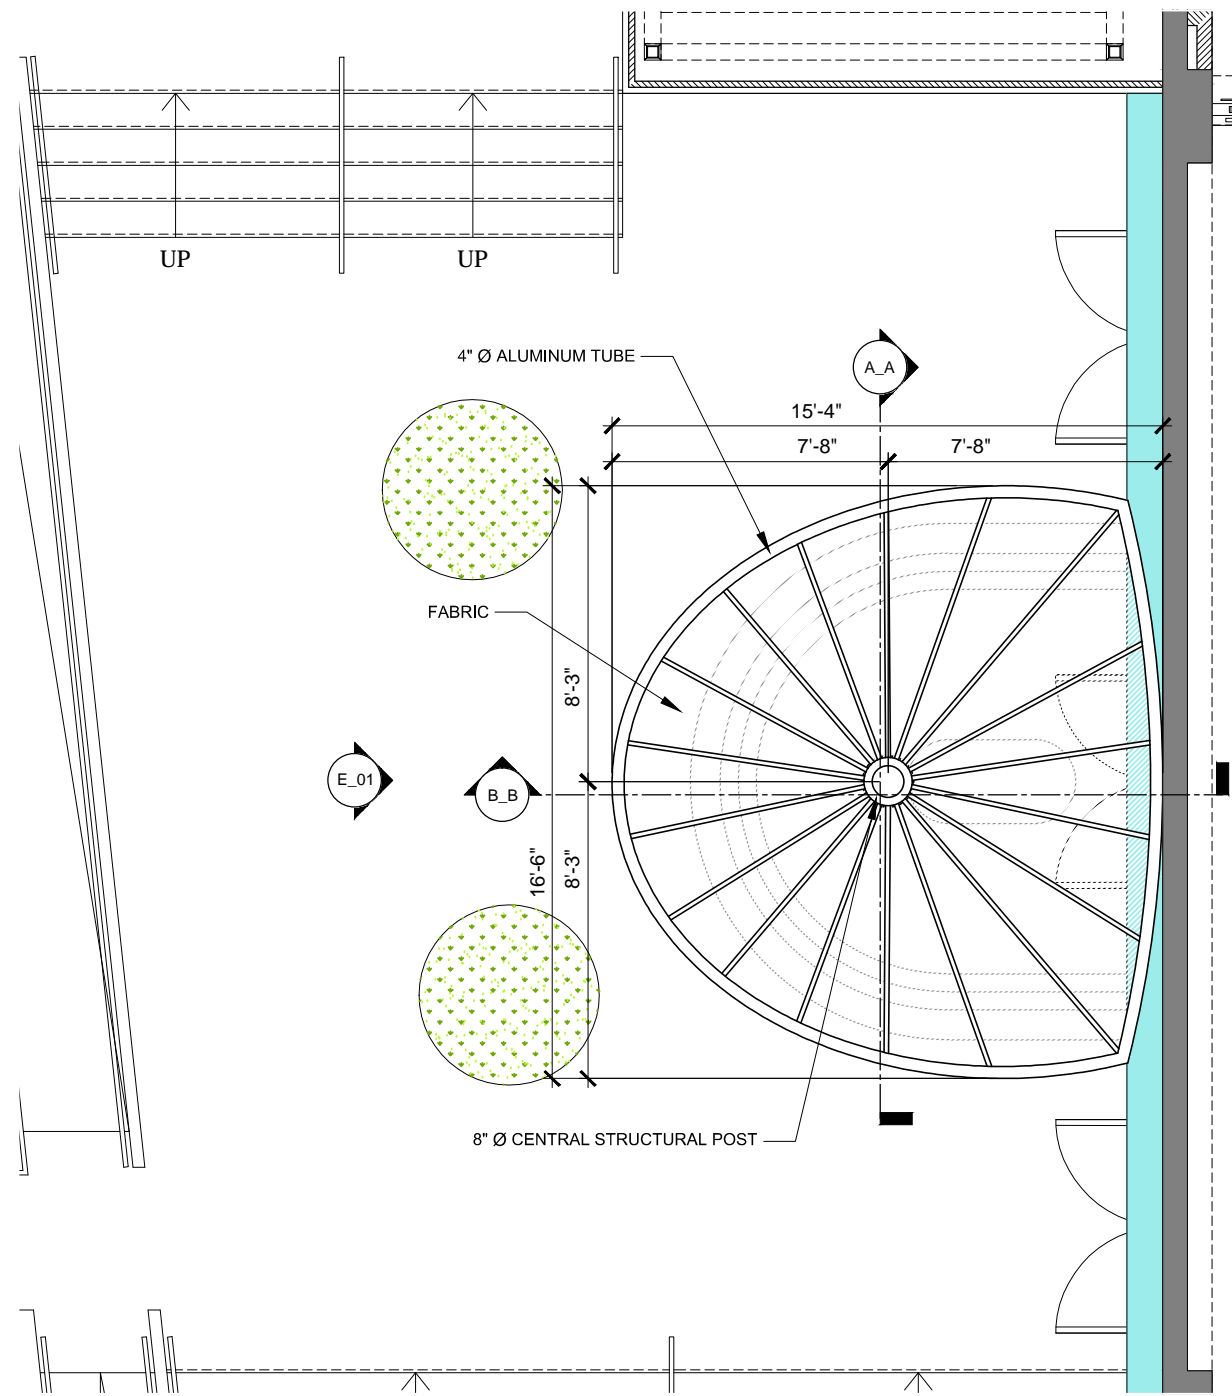 UP
UP
4" Ø ALUMINUM TUBE
A_A
15'-4"
7'-8"
7'-8"
FABRIC
8'-3"
E_01
B_B
16'-6"
8'-3"
8" Ø CENTRAL STRUCTURAL POST